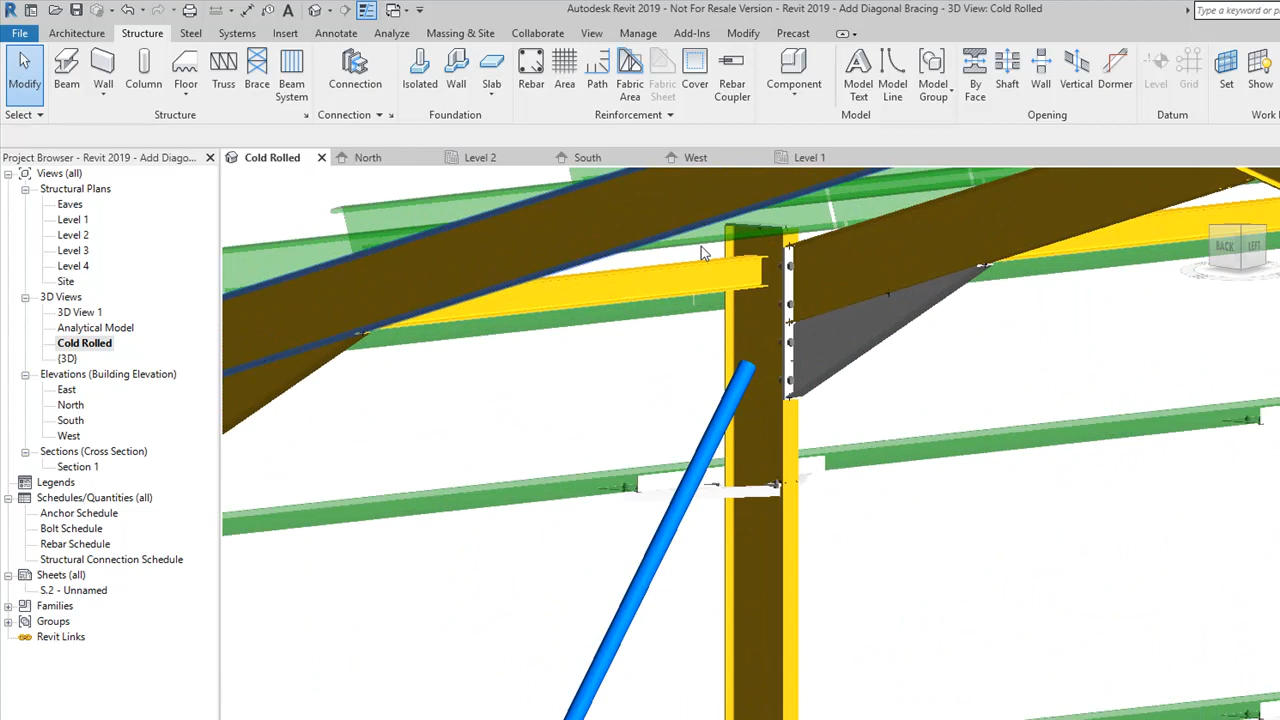 Autodesk Revit 2019 - Not For Resale Version - Revit 2019 - Add Diagonal Bracing - 3D View: Cold Rolled
Type a keyword or p
File Architecture Structure Steel Systems Insert Annotate Analyze Massing & Site Collaborate View Manage Add-Ins Modify Precast
Modify Beam Wall Column Floor Truss Brace Beam System Connection Isolated Wall Slab Rebar Area Path Fabric Area Fabric Sheet Cover Rebar Coupler Component Model Text Model Line Model Group By Face Shaft Wall Vertical Dormer Level Grid Set Show
Select Structure Connection Foundation Reinforcement Model Opening Datum Work
Project Browser - Revit 2019 - Add Diago...
Cold Rolled North Level 2 South West Level 1
Views (all)
Structural Plans
Eaves
Level 1
Level 2
Level 3
Level 4
Site
3D Views
3D View 1
Analytical Model
Cold Rolled
{3D}
Elevations (Building Elevation)
East
North
South
West
Sections (Cross Section)
Section 1
Legends
Schedules/Quantities (all)
Anchor Schedule
Bolt Schedule
Rebar Schedule
Structural Connection Schedule
Sheets (all)
S.2 - Unnamed
Families
Groups
Revit Links
BACK LEFT